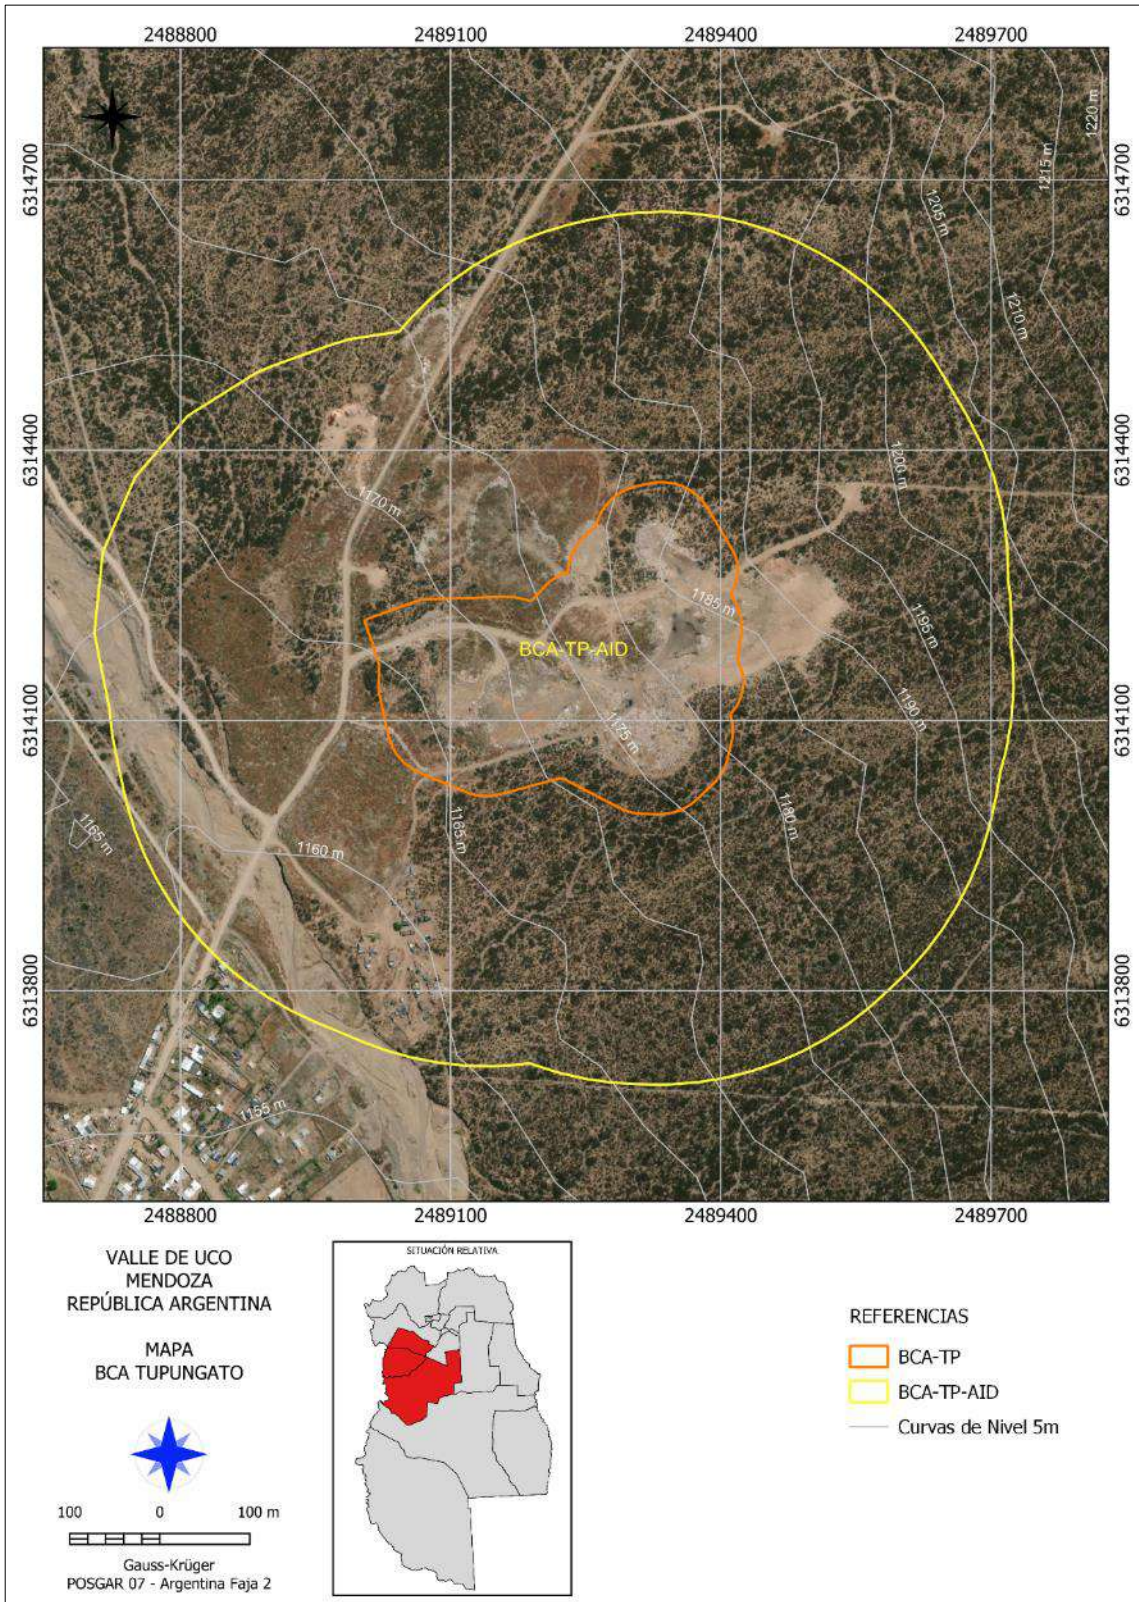 2488800 2489100 2489400 2489700
1220 m
1215 m
6314700 6314700
1205 m
1210 m
6314400 6314400
1200 m
1170 m
1185 m
1195 m
BCA-TP-AID
6314100 6314100
1175 m
1190 m
1180 m
1165 m
1165 m
1160 m
6313800 6313800
1155 m
2488800 2489100 2489400 2489700
VALLE DE UCO
MENDOZA
REPÚBLICA ARGENTINA
MAPA
BCA TUPUNGATO
100 0 100 m
Gauss-Krüger
POSGAR 07 - Argentina Faja 2
SITUACIÓN RELATIVA
REFERENCIAS
BCA-TP
BCA-TP-AID
Curvas de Nivel 5m